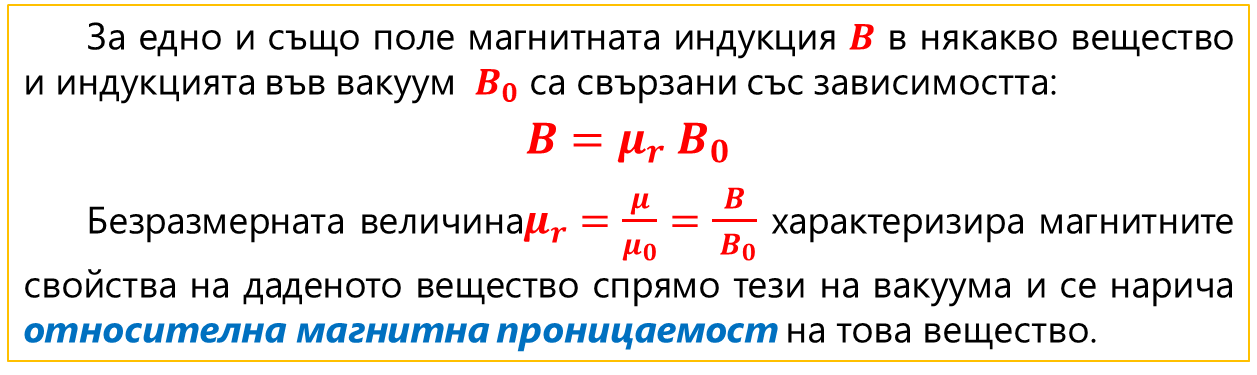 За едно и също поле магнитната индукция B в някакво вещество
и индукцията във вакуум B₀ са свързани със зависимостта:
B = μᵣ B₀
Безразмерната величина μᵣ = μ/μ₀ = B/B₀ характеризира магнитните
свойства на даденото вещество спрямо тези на вакуума и се нарича
относителна магнитна проницаемост на това вещество.